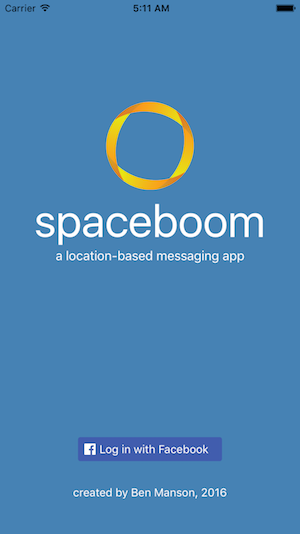 Carrier 5:11 AM
spaceboom
a location-based messaging app
Log in with Facebook
created by Ben Manson, 2016